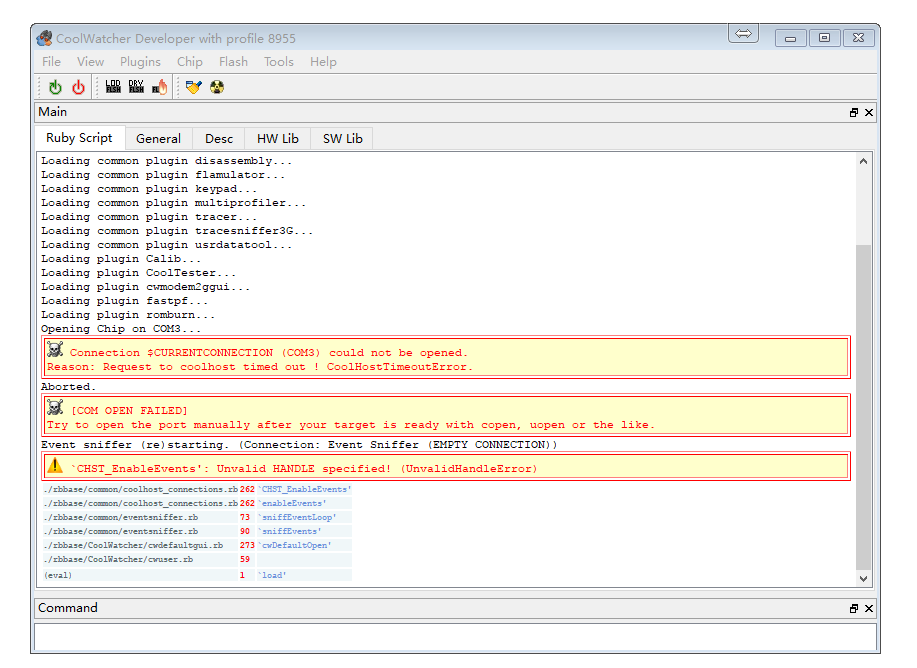 CoolWatcher Developer with profile 8955
File View Plugins Chip Flash Tools Help
LOD FLSH DRY FLSH
Main
Ruby Script General Desc HW Lib SW Lib
Loading common plugin disassembly...
Loading common plugin flamulator...
Loading common plugin keypad...
Loading common plugin multiprofiler...
Loading common plugin tracer...
Loading common plugin tracesniffer3G...
Loading common plugin usrdatatool...
Loading plugin Calib...
Loading plugin CoolTester...
Loading plugin cwmodem2ggui...
Loading plugin fastpf...
Loading plugin romburn...
Opening Chip on COM3...
Connection $CURRENTCONNECTION (COM3) could not be opened.
Reason: Request to coolhost timed out ! CoolHostTimeoutError.
Aborted.
[COM OPEN FAILED]
Try to open the port manually after your target is ready with copen, uopen or the like.
Event sniffer (re)starting. (Connection: Event Sniffer (EMPTY CONNECTION))
`CHST_EnableEvents': Unvalid HANDLE specified! (UnvalidHandleError)
./rbbase/common/coolhost_connections.rb 262 `CHST_EnableEvents'
./rbbase/common/coolhost_connections.rb 262 `enableEvents'
./rbbase/common/eventsniffer.rb 73 `sniffEventLoop'
./rbbase/common/eventsniffer.rb 90 `sniffEvents'
./rbbase/CoolWatcher/cwdefaultgui.rb 273 `cwDefaultOpen'
./rbbase/CoolWatcher/cwuser.rb 59
(eval) 1 `load'
Command